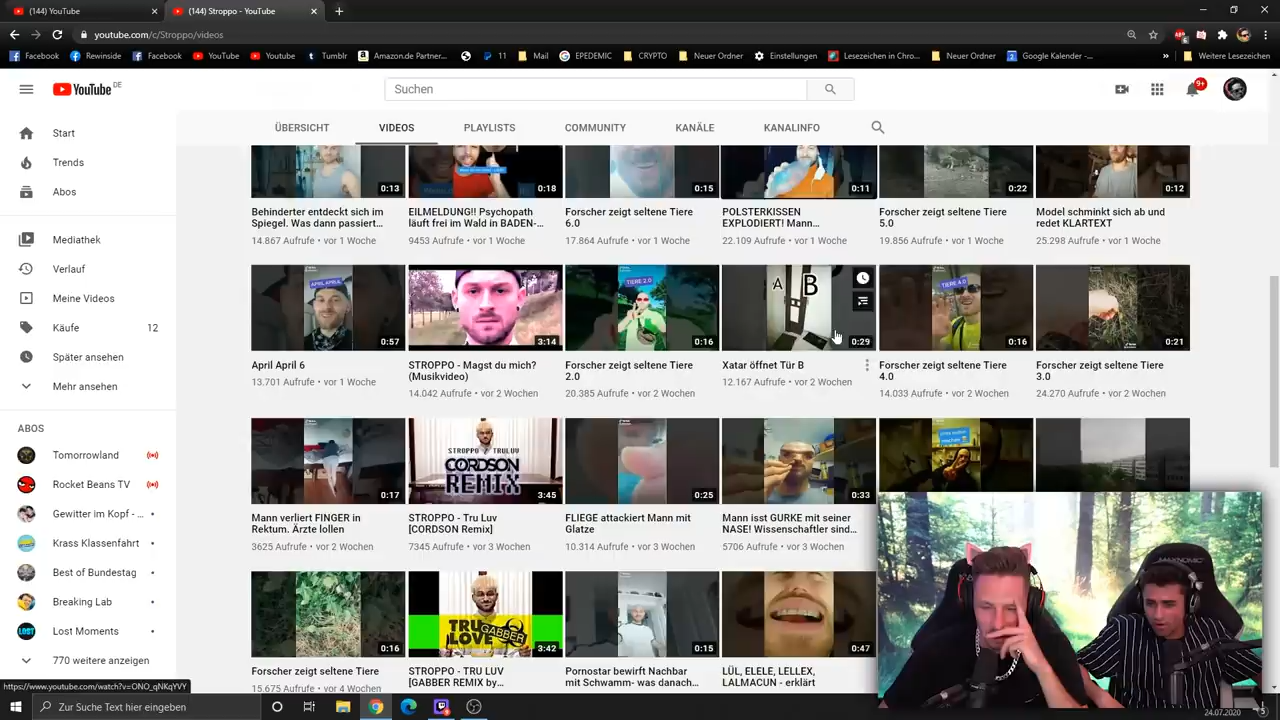 (144) YouTube
(144) Stroppo - YouTube
youtube.com/c/Stroppo/videos
Facebook
Rewinside
Facebook
YouTube
Youtube
Tumblr
Amazon.de Partner...
11
Mail
EPEDEMIC
CRYPTO
Neuer Ordner
Einstellungen
Lesezeichen in Chro...
Neuer Ordner
Google Kalender -...
»
Weitere Lesezeichen
YouTube DE
Suchen
9+
ÜBERSICHT
VIDEOS
PLAYLISTS
COMMUNITY
KANÄLE
KANALINFO
Start
Trends
Abos
Mediathek
Verlauf
Meine Videos
Käufe 12
Später ansehen
Mehr ansehen
ABOS
Tomorrowland
Rocket Beans TV
Gewitter im Kopf - ...
Krass Klassenfahrt
Best of Bundestag
Breaking Lab
LOST
Lost Moments
770 weitere anzeigen
0:13
Behinderter entdeckt sich im
Spiegel. Was dann passiert...
14.867 Aufrufe • vor 1 Woche
0:18
EILMELDUNG!! Psychopath
läuft frei im Wald in BADEN-...
9453 Aufrufe • vor 1 Woche
0:15
Forscher zeigt seltene Tiere
6.0
17.864 Aufrufe • vor 1 Woche
0:11
POLSTERKISSEN
EXPLODIERT! Mann...
22.109 Aufrufe • vor 1 Woche
0:22
Forscher zeigt seltene Tiere
5.0
19.856 Aufrufe • vor 1 Woche
0:12
Model schminkt sich ab und
redet KLARTEXT
25.298 Aufrufe • vor 1 Woche
APRIL APRIL
0:57
April April 6
13.701 Aufrufe • vor 1 Woche
3:14
STROPPO - Magst du mich?
(Musikvideo)
14.042 Aufrufe • vor 2 Wochen
TIERE 2.0
0:16
Forscher zeigt seltene Tiere
2.0
20.385 Aufrufe • vor 2 Wochen
A B
0:29
Xatar öffnet Tür B
12.167 Aufrufe • vor 2 Wochen
TIERE 4.0
0:16
Forscher zeigt seltene Tiere
4.0
14.033 Aufrufe • vor 2 Wochen
0:21
Forscher zeigt seltene Tiere
3.0
24.270 Aufrufe • vor 2 Wochen
0:17
Mann verliert FINGER in
Rektum. Ärzte lollen
3625 Aufrufe • vor 2 Wochen
STROPPO TRULUV
CORDSON
REMIX
3:45
STROPPO - Tru Luv
[CORDSON Remix]
7345 Aufrufe • vor 3 Wochen
0:25
FLIEGE attackiert Mann mit
Glatze
10.314 Aufrufe • vor 3 Wochen
0:33
Mann isst GURKE mit seiner
NASE! Wissenschaftler sind...
5706 Aufrufe • vor 3 Wochen
0:16
Forscher zeigt seltene Tiere
15.675 Aufrufe • vor 4 Wochen
TRU
LOVE
GABBER
3:42
STROPPO - TRU LUV
[GABBER REMIX by...
0:15
Pornostar bewirft Nachbar
mit Schwamm- was danach...
0:47
LÜL, ELELE, LELLEX,
LALMACUN - erklärt
MAXNOMIC
https://www.youtube.com/watch?v=ONO_qNKqYVY
Zur Suche Text hier eingeben
24.07.2020
5